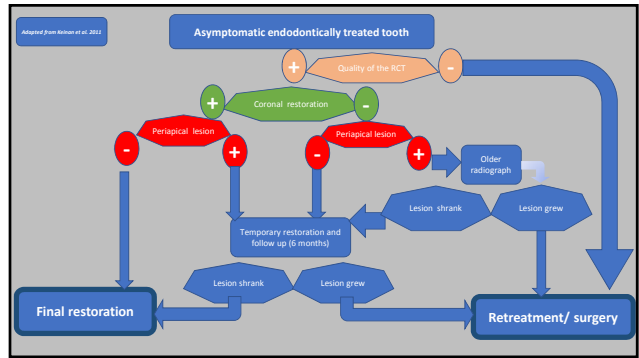 Adapted from Keinan et al. 2011
Asymptomatic endodontically treated tooth
+
Quality of the RCT
-
+
Coronal restoration
-
Periapical lesion
Periapical lesion
-
+
-
+
Older
radiograph
Lesion shrank
Lesion grew
Temporary restoration and
follow up (6 months)
Lesion shrank
Lesion grew
Final restoration
Retreatment/ surgery